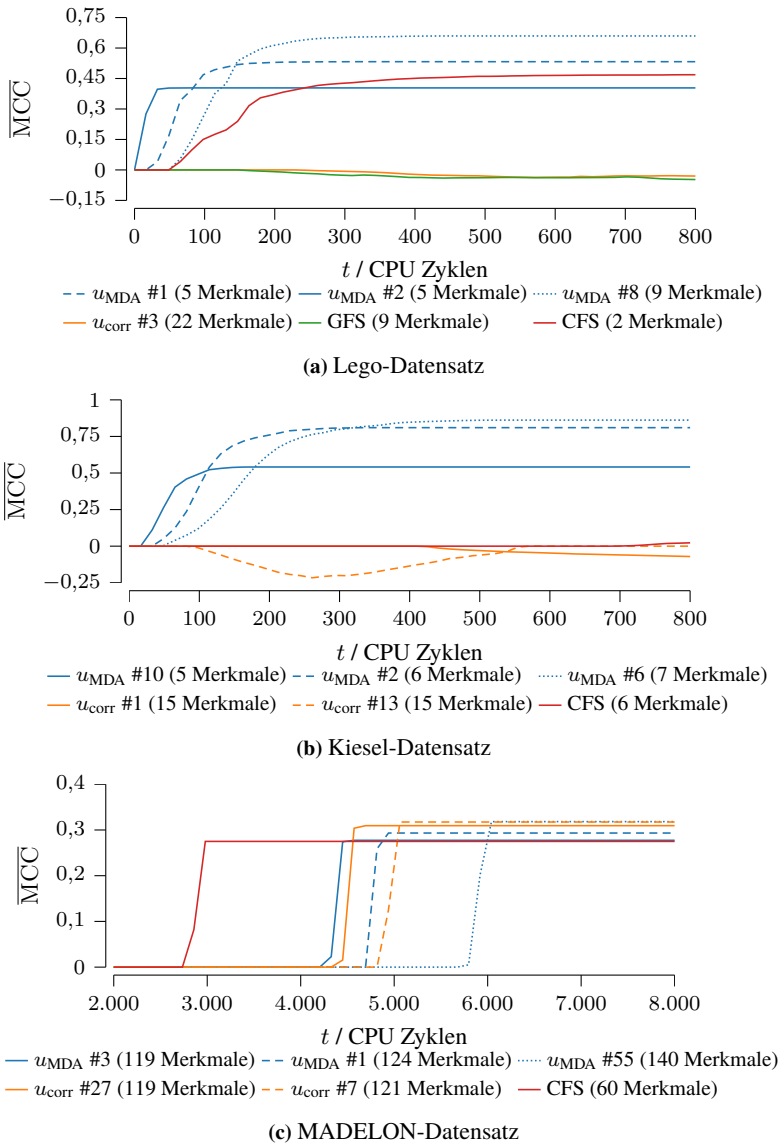 0,75
0,6
0,45
0,3
0,15
0
−0,15
MCC
0 100 200 300 400 500 600 700 800
t / CPU Zyklen
u_MDA #1 (5 Merkmale) u_MDA #2 (5 Merkmale) u_MDA #8 (9 Merkmale)
u_corr #3 (22 Merkmale) GFS (9 Merkmale) CFS (2 Merkmale)
(a) Lego-Datensatz
1
0,75
0,5
0,25
0
−0,25
MCC
0 100 200 300 400 500 600 700 800
t / CPU Zyklen
u_MDA #10 (5 Merkmale) u_MDA #2 (6 Merkmale) u_MDA #6 (7 Merkmale)
u_corr #1 (15 Merkmale) u_corr #13 (15 Merkmale) CFS (6 Merkmale)
(b) Kiesel-Datensatz
0,4
0,3
0,2
0,1
0
MCC
2.000 3.000 4.000 5.000 6.000 7.000 8.000
t / CPU Zyklen
u_MDA #3 (119 Merkmale) u_MDA #1 (124 Merkmale) u_MDA #55 (140 Merkmale)
u_corr #27 (119 Merkmale) u_corr #7 (121 Merkmale) CFS (60 Merkmale)
(c) MADELON-Datensatz